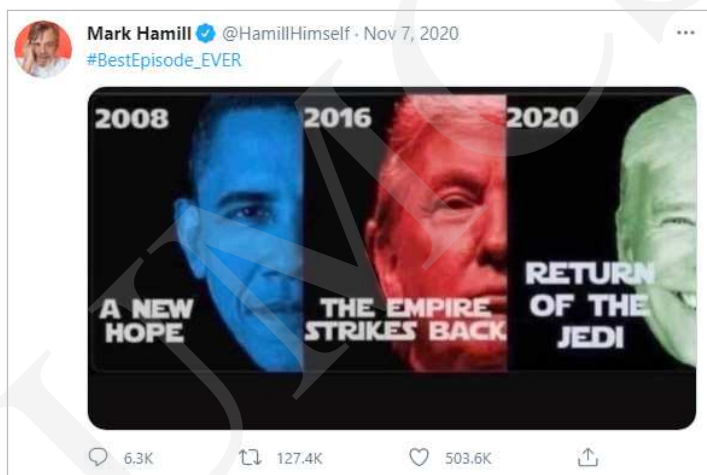 Mark Hamill @HamillHimself · Nov 7, 2020
#BestEpisode_EVER
2008
A NEW
HOPE
2016
THE EMPIRE
STRIKES BACK
2020
RETURN
OF THE
JEDI
6.3K 127.4K 503.6K
UMCS